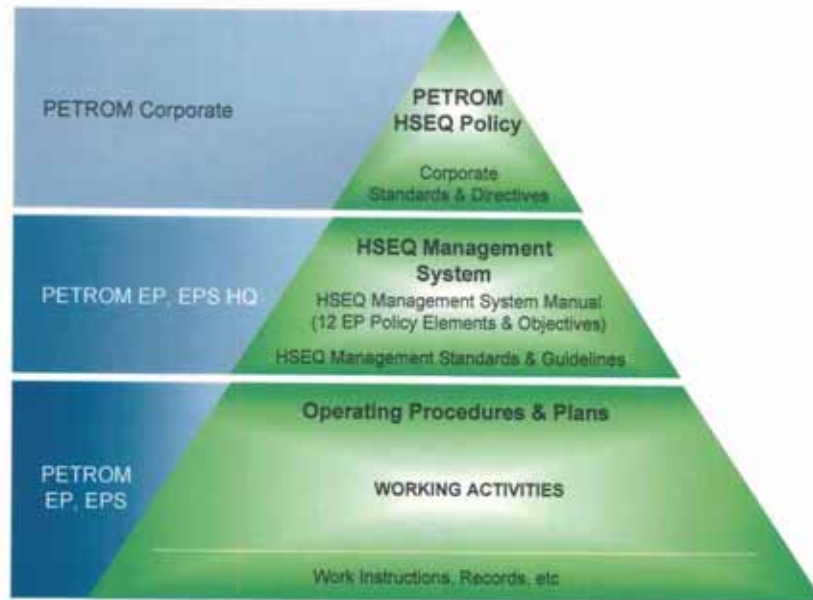 PETROM Corporate
PETROM
HSEQ Policy
Corporate
Standards & Directives
PETROM EP, EPS HQ
HSEQ Management
System
HSEQ Management System Manual
(12 EP Policy Elements & Objectives)
HSEQ Management Standards & Guidelines
PETROM
EP, EPS
Operating Procedures & Plans
WORKING ACTIVITIES
Work Instructions, Records, etc